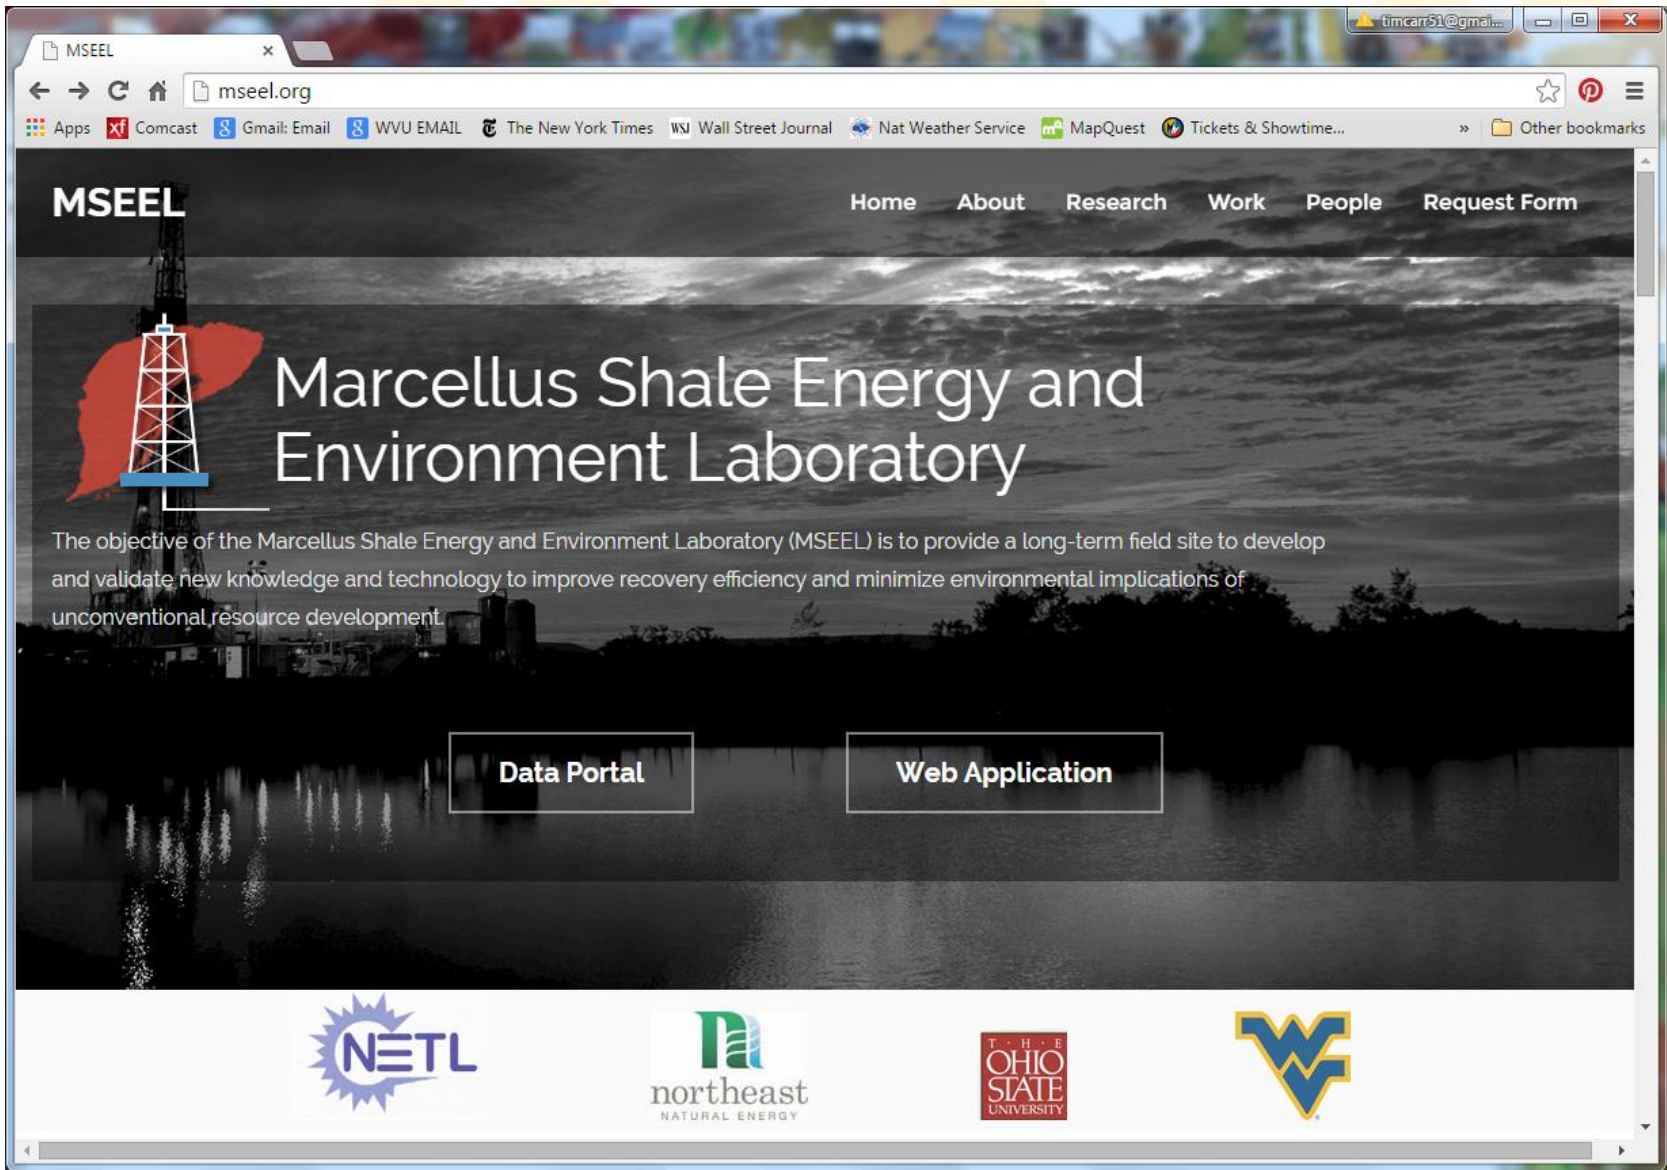 timcarr51@gmai...
MSEEL
mseel.org
Apps Comcast Gmail: Email WVU EMAIL The New York Times WSJ Wall Street Journal Nat Weather Service MapQuest Tickets & Showtime... » Other bookmarks
MSEEL Home About Research Work People Request Form
Marcellus Shale Energy and
Environment Laboratory
The objective of the Marcellus Shale Energy and Environment Laboratory (MSEEL) is to provide a long-term field site to develop
and validate new knowledge and technology to improve recovery efficiency and minimize environmental implications of
unconventional resource development.
Data Portal Web Application
NETL
northeast
NATURAL ENERGY
T·H·E
OHIO
STATE
UNIVERSITY
WV